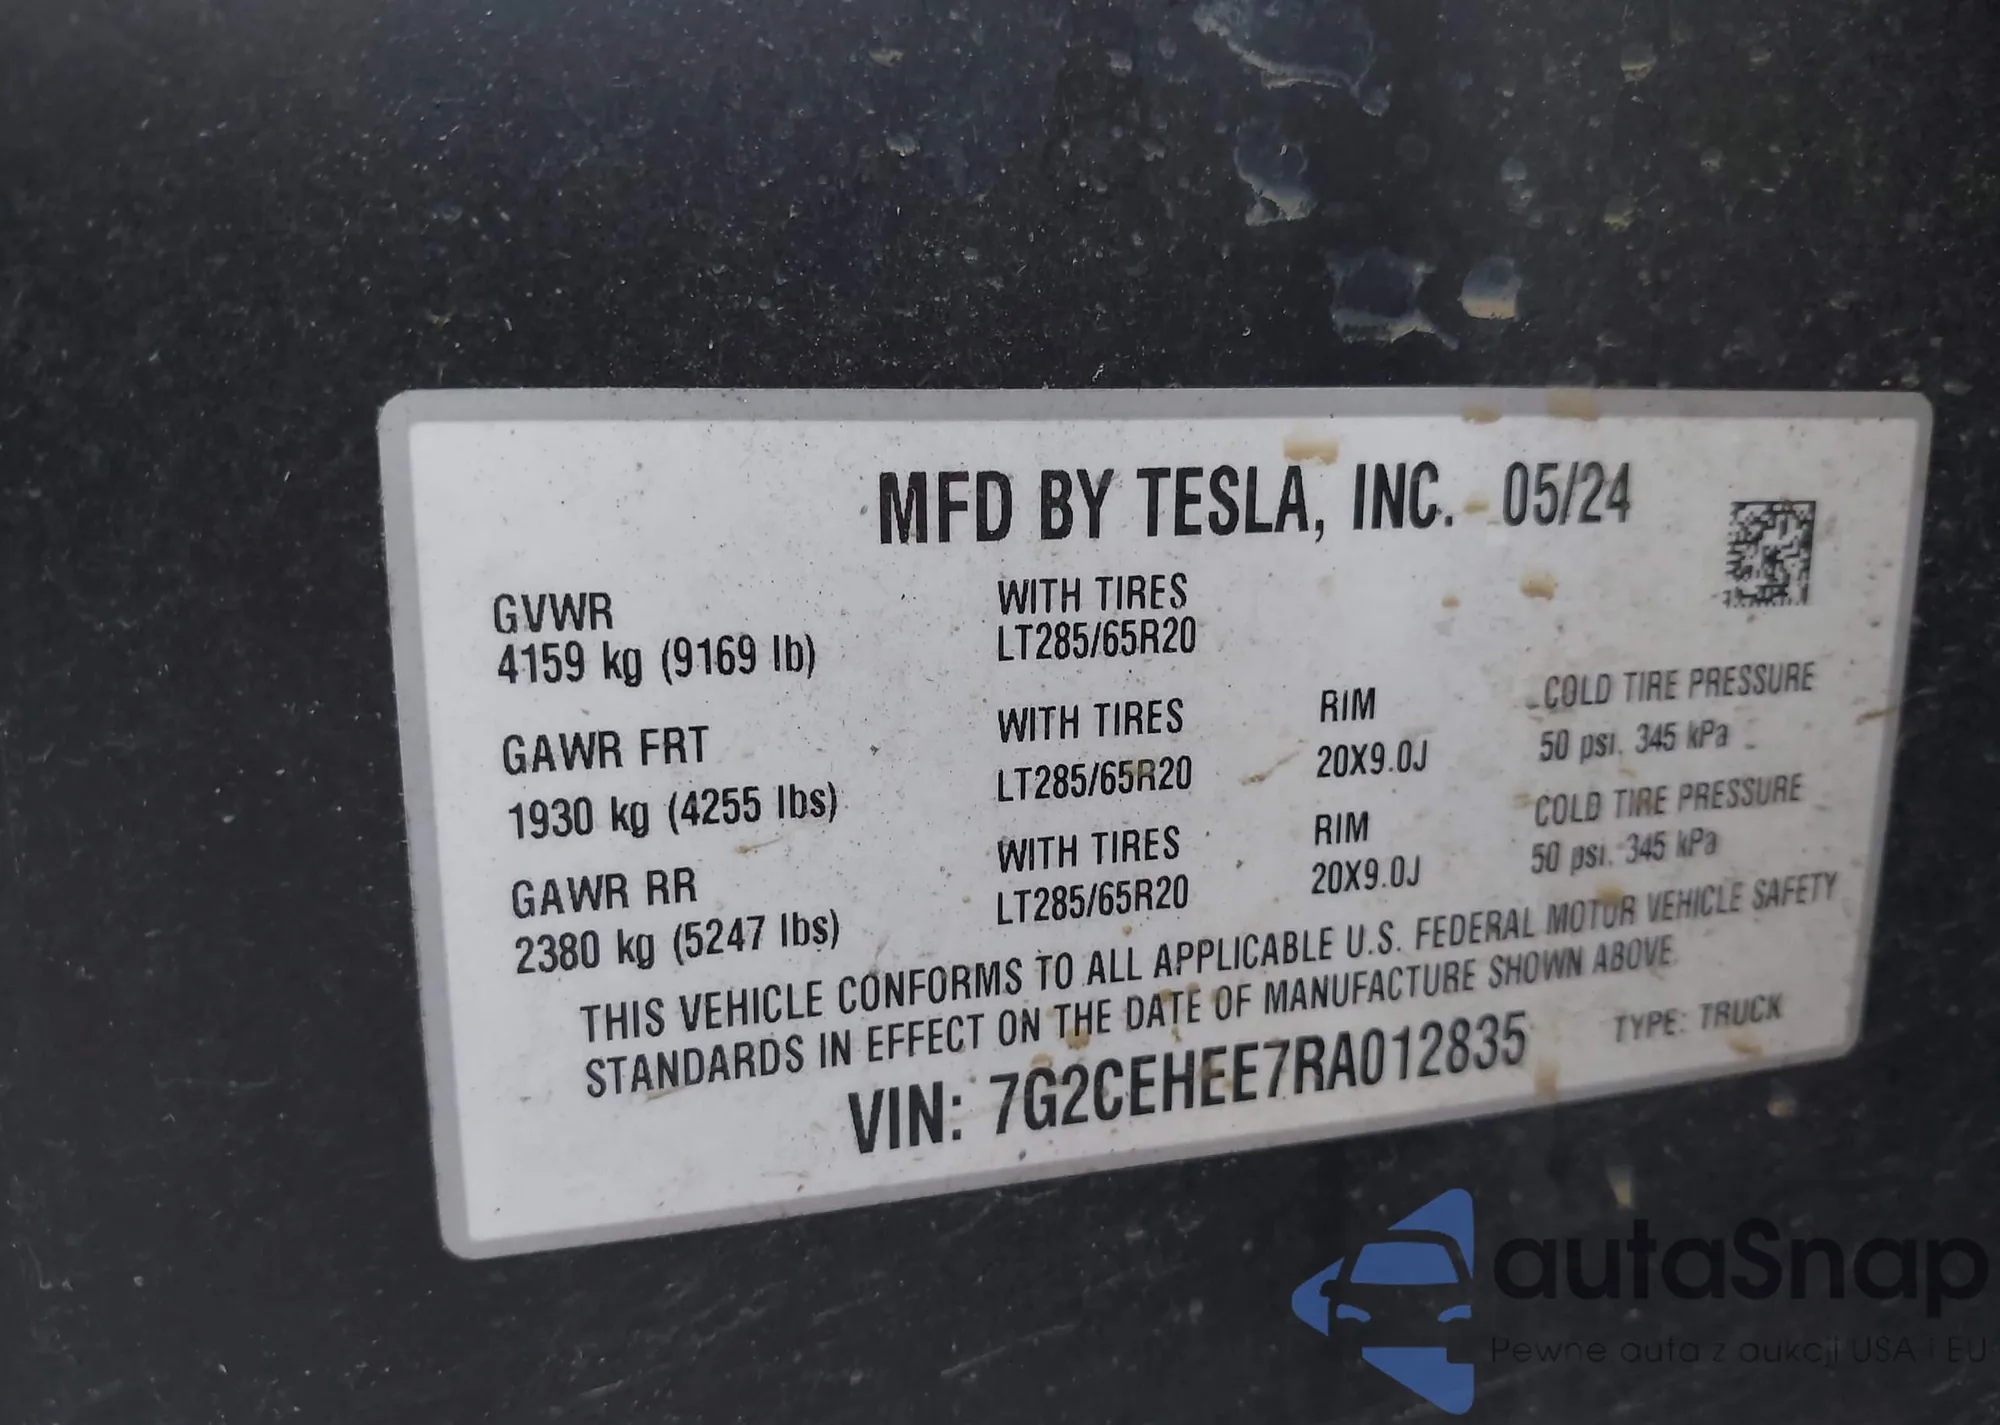 MFD BY TESLA, INC. 05/24
GVWR
4159 kg (9169 lb)
WITH TIRES
LT285/65R20
GAWR FRT
1930 kg (4255 lbs)
WITH TIRES
LT285/65R20
RIM
20X9.0J
COLD TIRE PRESSURE
50 psi. 345 kPa
GAWR RR
2380 kg (5247 lbs)
WITH TIRES
LT285/65R20
RIM
20X9.0J
COLD TIRE PRESSURE
50 psi. 345 kPa
THIS VEHICLE CONFORMS TO ALL APPLICABLE U.S. FEDERAL MOTOR VEHICLE SAFETY
STANDARDS IN EFFECT ON THE DATE OF MANUFACTURE SHOWN ABOVE.
VIN: 7G2CEHEE7RA012835
TYPE: TRUCK
autaSnap
Pewne auta z aukcji USA i EU